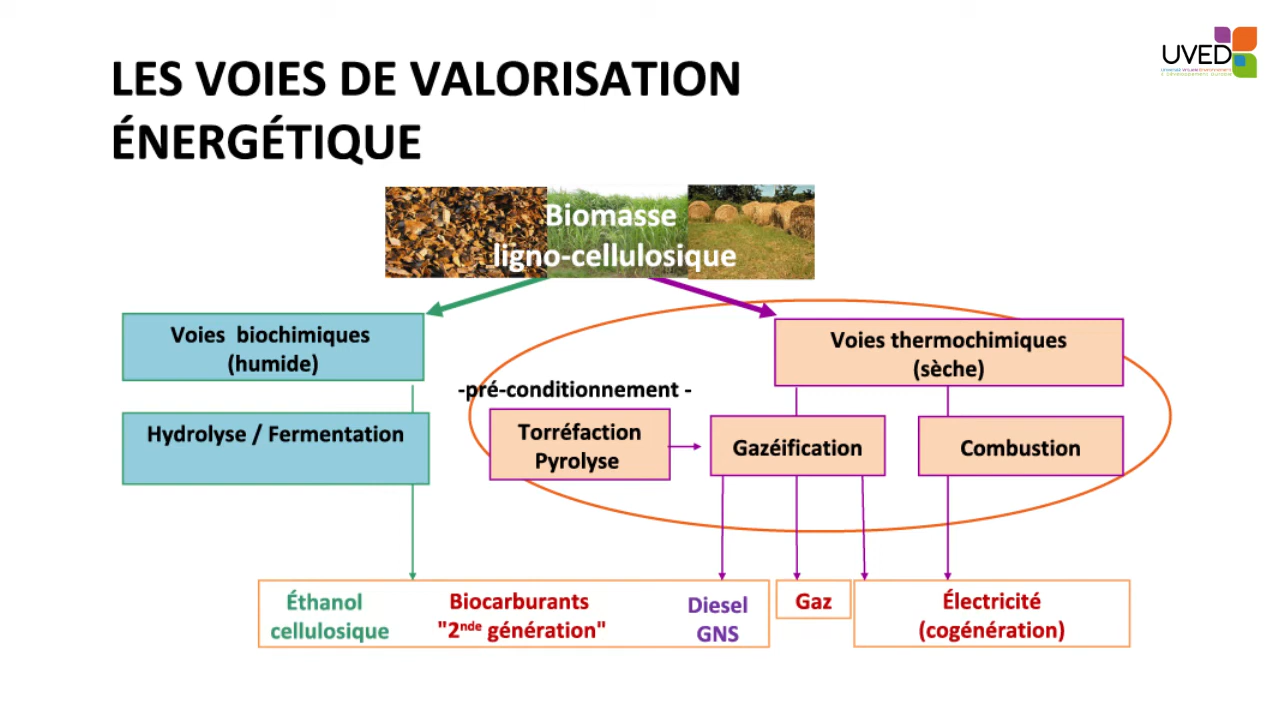 LES VOIES DE VALORISATION
ÉNERGÉTIQUE
UVED
Biomasse
ligno-cellulosique
Voies biochimiques
(humide)
Voies thermochimiques
(sèche)
-pré-conditionnement -
Hydrolyse / Fermentation
Torréfaction
Pyrolyse
Gazéification
Combustion
Éthanol
cellulosique
Biocarburants
"2nde génération"
Diesel
GNS
Gaz
Électricité
(cogénération)